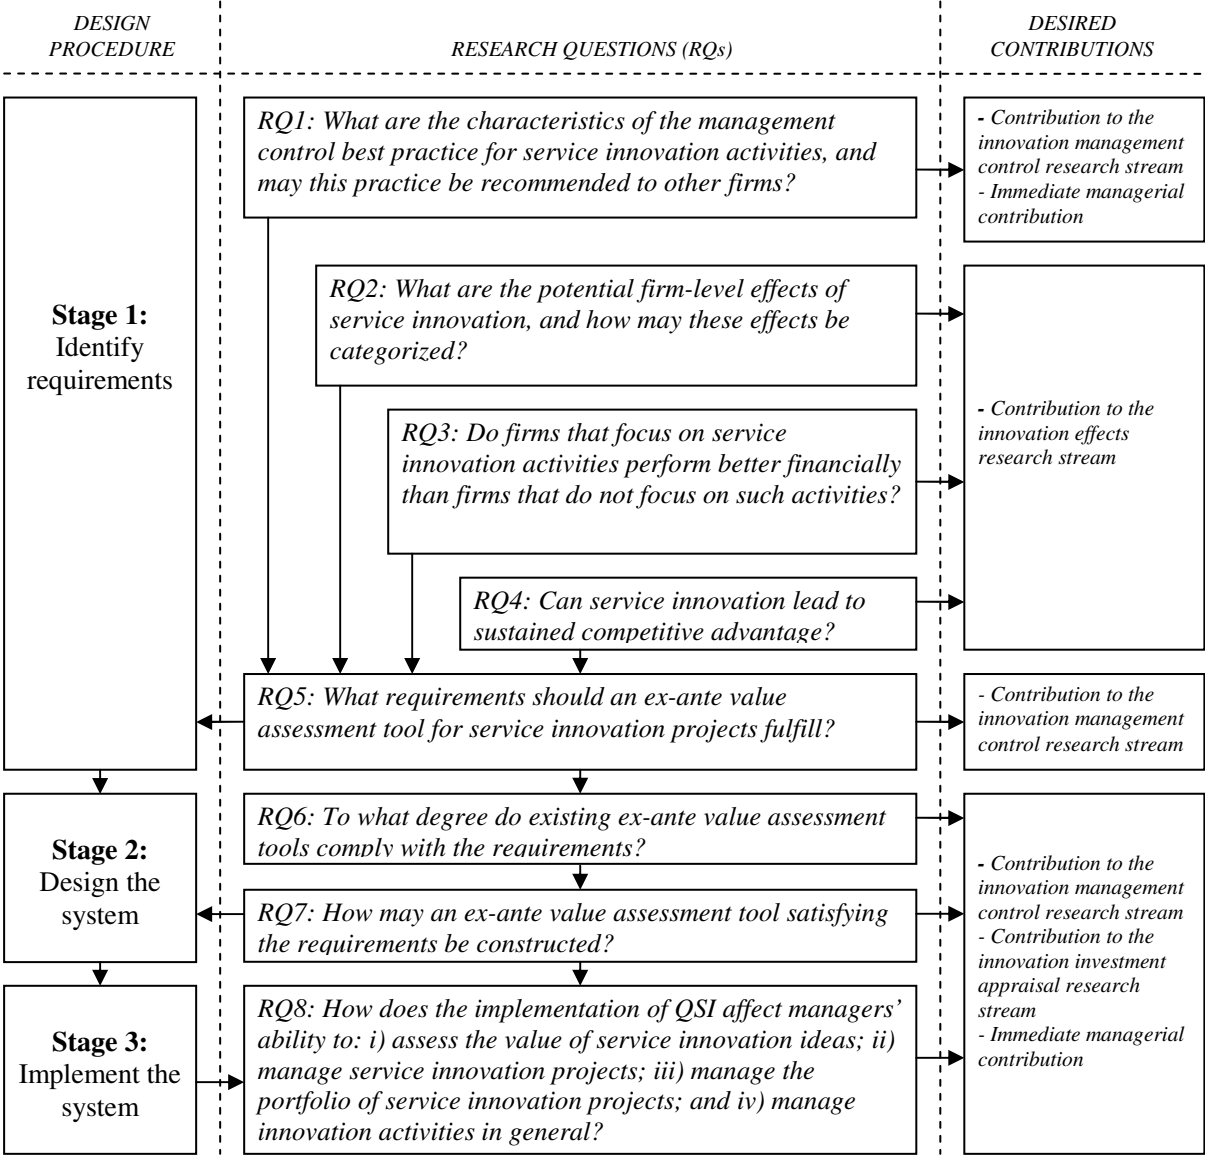 DESIGN
PROCEDURE
RESEARCH QUESTIONS (RQs)
DESIRED
CONTRIBUTIONS
Stage 1:
Identify
requirements
RQ1: What are the characteristics of the management
control best practice for service innovation activities, and
may this practice be recommended to other firms?
- Contribution to the
innovation management
control research stream
- Immediate managerial
contribution
RQ2: What are the potential firm-level effects of
service innovation, and how may these effects be
categorized?
RQ3: Do firms that focus on service
innovation activities perform better financially
than firms that do not focus on such activities?
RQ4: Can service innovation lead to
sustained competitive advantage?
- Contribution to the
innovation effects
research stream
RQ5: What requirements should an ex-ante value
assessment tool for service innovation projects fulfill?
- Contribution to the
innovation management
control research stream
Stage 2:
Design the
system
RQ6: To what degree do existing ex-ante value assessment
tools comply with the requirements?
RQ7: How may an ex-ante value assessment tool satisfying
the requirements be constructed?
- Contribution to the
innovation management
control research stream
- Contribution to the
innovation investment
appraisal research
stream
- Immediate managerial
contribution
Stage 3:
Implement the
system
RQ8: How does the implementation of QSI affect managers’
ability to: i) assess the value of service innovation ideas; ii)
manage service innovation projects; iii) manage the
portfolio of service innovation projects; and iv) manage
innovation activities in general?